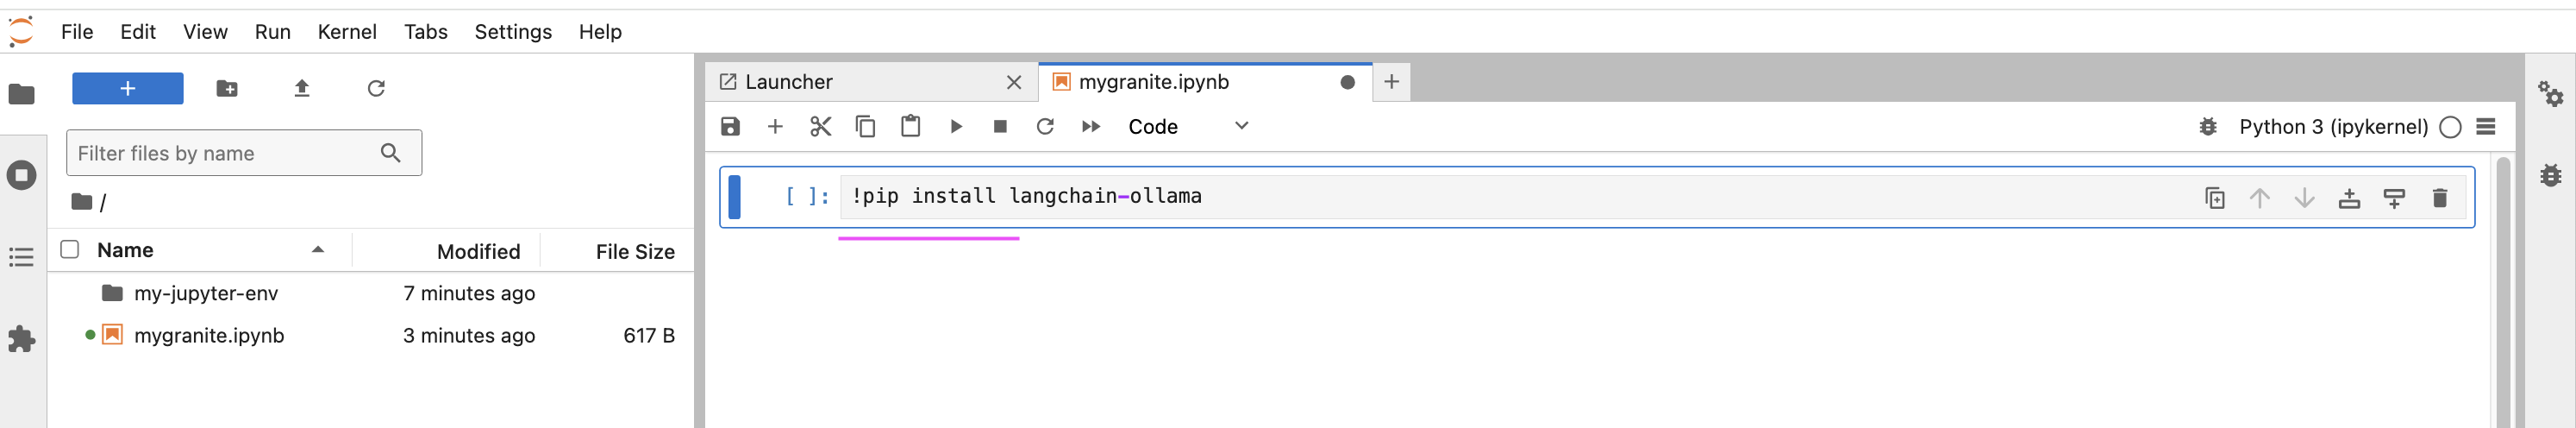 File Edit View Run Kernel Tabs Settings Help
Launcher mygranite.ipynb
Code Python 3 (ipykernel)
Filter files by name
/
Name Modified File Size
my-jupyter-env 7 minutes ago
mygranite.ipynb 3 minutes ago 617 B
[ ]: !pip install langchain-ollama